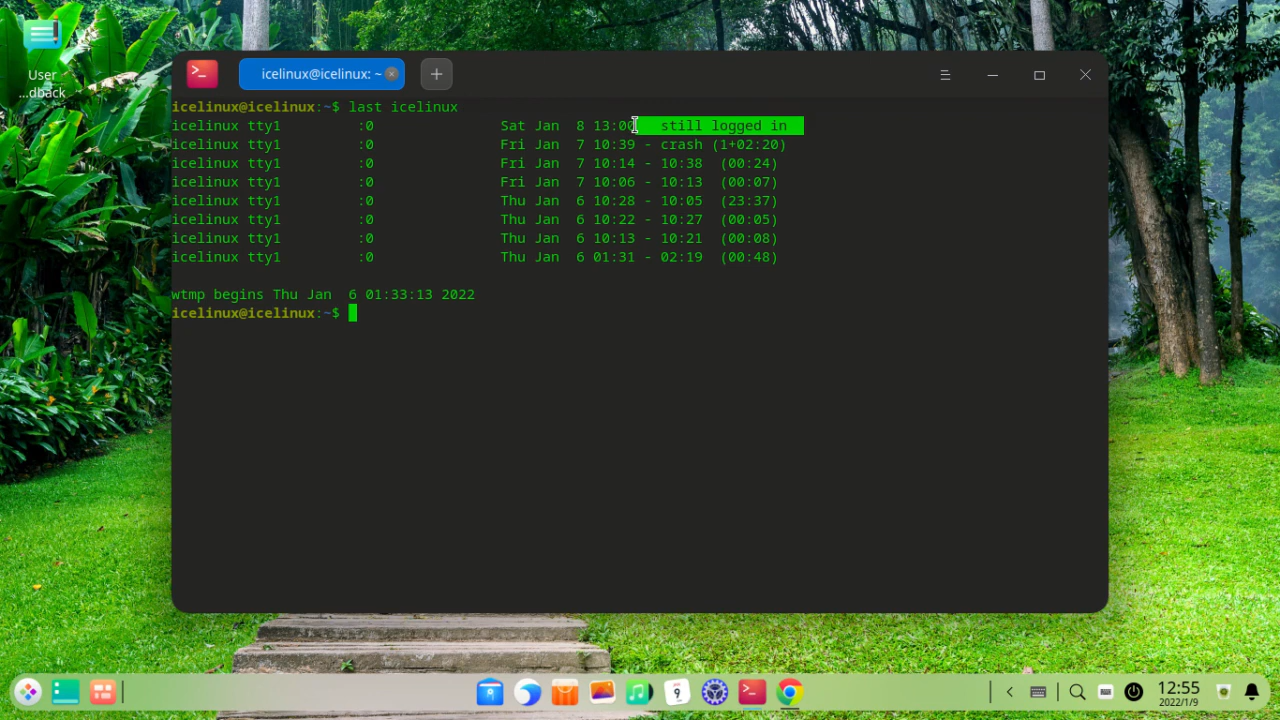 User
...dback
icelinux@icelinux: ~
icelinux@icelinux:~$ last icelinux
icelinux tty1         :0               Sat Jan  8 13:00   still logged in
icelinux tty1         :0               Fri Jan  7 10:39 - crash (1+02:20)
icelinux tty1         :0               Fri Jan  7 10:14 - 10:38  (00:24)
icelinux tty1         :0               Fri Jan  7 10:06 - 10:13  (00:07)
icelinux tty1         :0               Thu Jan  6 10:28 - 10:05  (23:37)
icelinux tty1         :0               Thu Jan  6 10:22 - 10:27  (00:05)
icelinux tty1         :0               Thu Jan  6 10:13 - 10:21  (00:08)
icelinux tty1         :0               Thu Jan  6 01:31 - 02:19  (00:48)
wtmp begins Thu Jan  6 01:33:13 2022
icelinux@icelinux:~$
9
12:55
2022/1/9